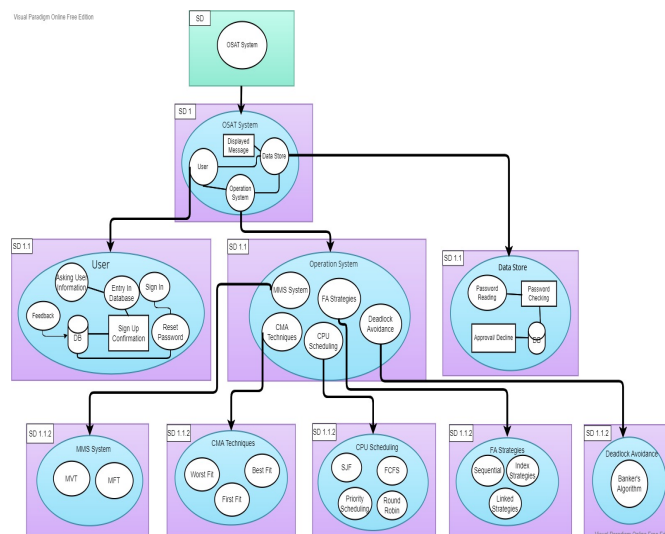 Visual Paradigm Online Free Edition
SD
OSAT System
SD 1
OSAT System
Displayed
Message
Data Store
User
Operation
System
SD 1.1
User
Asking User
Information
Entry In
Database
Sign In
Feedback
DB
Sign Up
Confirmation
Reset
Password
SD 1.1
Operation System
MMS System
FA Strategies
CMA
Techniques
CPU
Scheduling
Deadlock
Avoidance
SD 1.1
Data Store
Password
Reading
Password
Checking
Approval/ Decline
DB
SD 1.1.2
MMS System
MVT
MFT
SD 1.1.2
CMA Techniques
Worst Fit
Best Fit
First Fit
SD 1.1.2
CPU Scheduling
SJF
FCFS
Priority
Scheduling
Round
Robin
SD 1.1.2
FA Strategies
Sequential
Index
Strategies
Linked
Strategies
SD 1.1.2
Deadlock Avoidance
Banker's
Algorithm
Visual Paradigm Online Free Edi